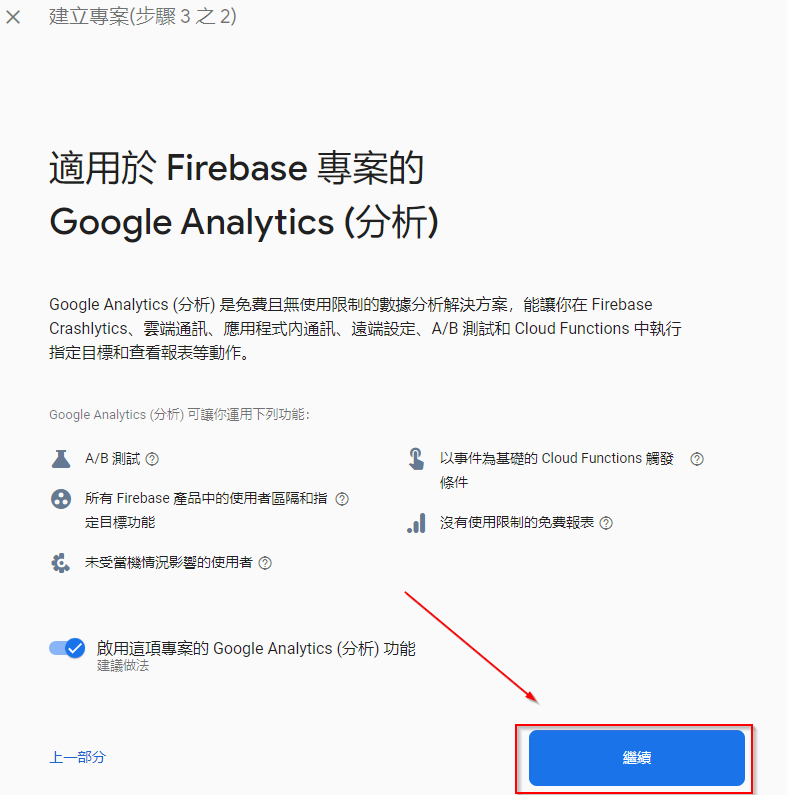 建立專案(步驟 3 之 2)
適用於 Firebase 專案的
Google Analytics (分析)
Google Analytics (分析) 是免費且無使用限制的數據分析解決方案，能讓你在 Firebase
Crashlytics、雲端通訊、應用程式內通訊、遠端設定、A/B 測試和 Cloud Functions 中執行
指定目標和查看報表等動作。
Google Analytics (分析) 可讓你運用下列功能：
A/B 測試
所有 Firebase 產品中的使用者區隔和指
定目標功能
未受當機情況影響的使用者
以事件為基礎的 Cloud Functions 觸發
條件
沒有使用限制的免費報表
啟用這項專案的 Google Analytics (分析) 功能
建議做法
上一部分
繼續